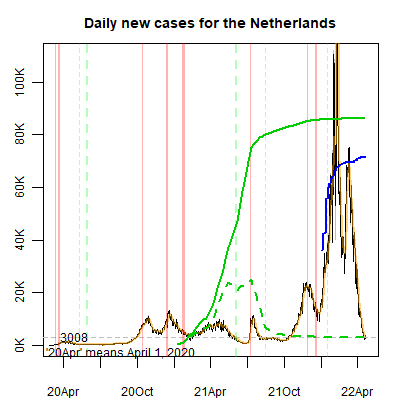 Daily new cases for the Netherlands
100K
80K
60K
40K
20K
0K
3008
"20Apr" means April 1, 2020
20Apr 20Oct 21Apr 21Oct 22Apr